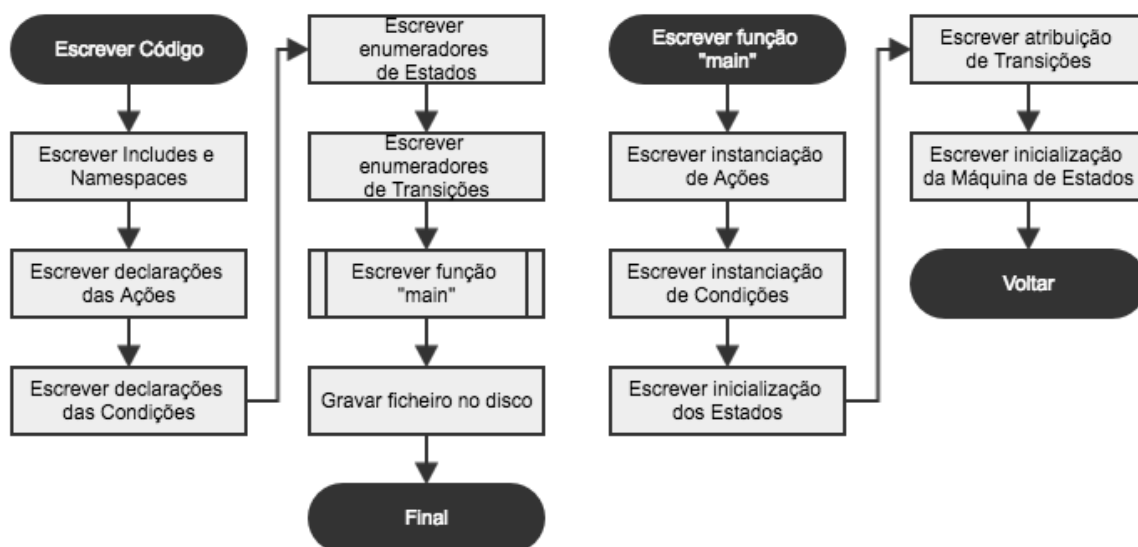 Escrever Código
Escrever Includes e
Namespaces
Escrever declarações
das Ações
Escrever declarações
das Condições
Escrever
enumeradores
de Estados
Escrever
enumeradores
de Transições
Escrever função
"main"
Gravar ficheiro no disco
Final
Escrever função
"main"
Escrever instanciação
de Ações
Escrever instanciação
de Condições
Escrever inicialização
dos Estados
Escrever atribuição
de Transições
Escrever inicialização
da Máquina de Estados
Voltar